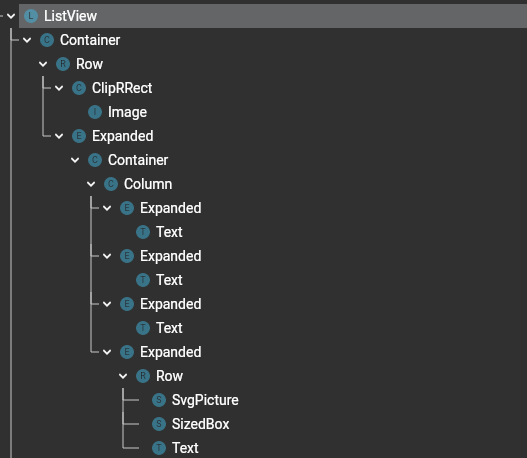 L ListView
C Container
R Row
C ClipRRect
I Image
E Expanded
C Container
C Column
E Expanded
T Text
E Expanded
T Text
E Expanded
T Text
E Expanded
R Row
S SvgPicture
S SizedBox
T Text